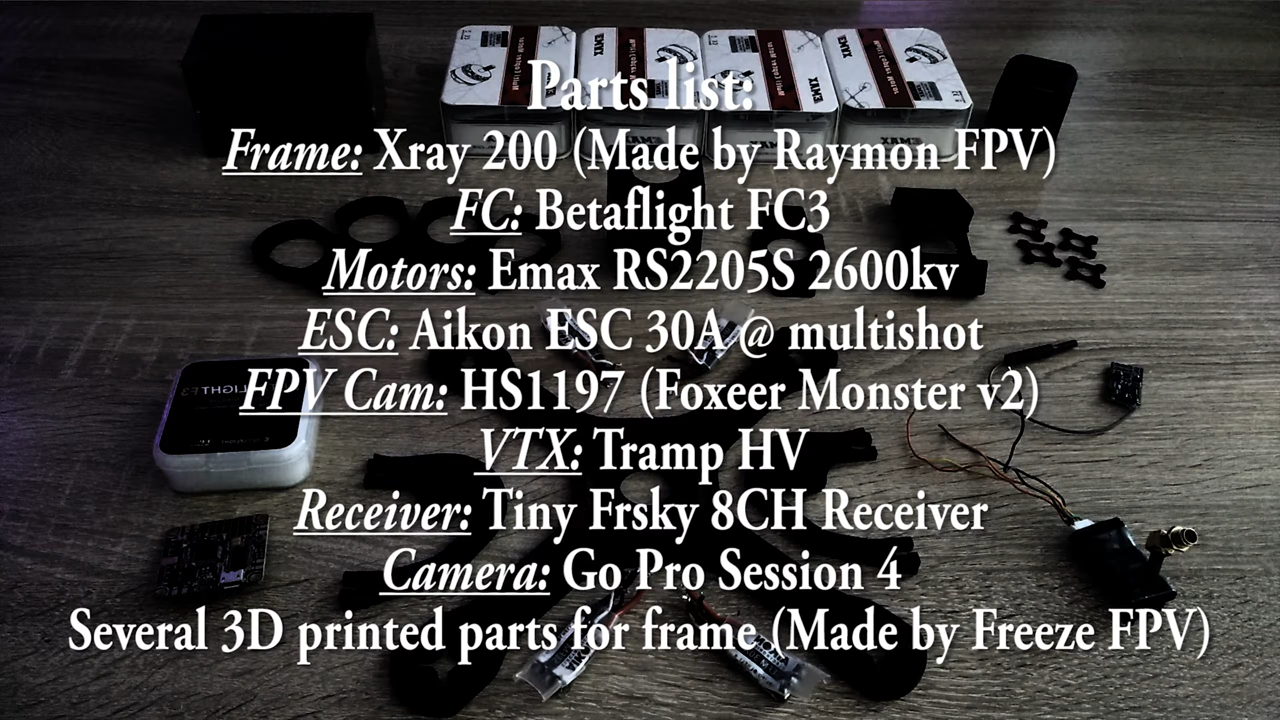 Parts list:
Frame: Xray 200 (Made by Raymon FPV)
FC: Betaflight FC3
Motors: Emax RS2205S 2600kv
ESC: Aikon ESC 30A @ multishot
FPV Cam: HS1197 (Foxeer Monster v2)
VTX: Tramp HV
Receiver: Tiny Frsky 8CH Receiver
Camera: Go Pro Session 4
Several 3D printed parts for frame (Made by Freeze FPV)